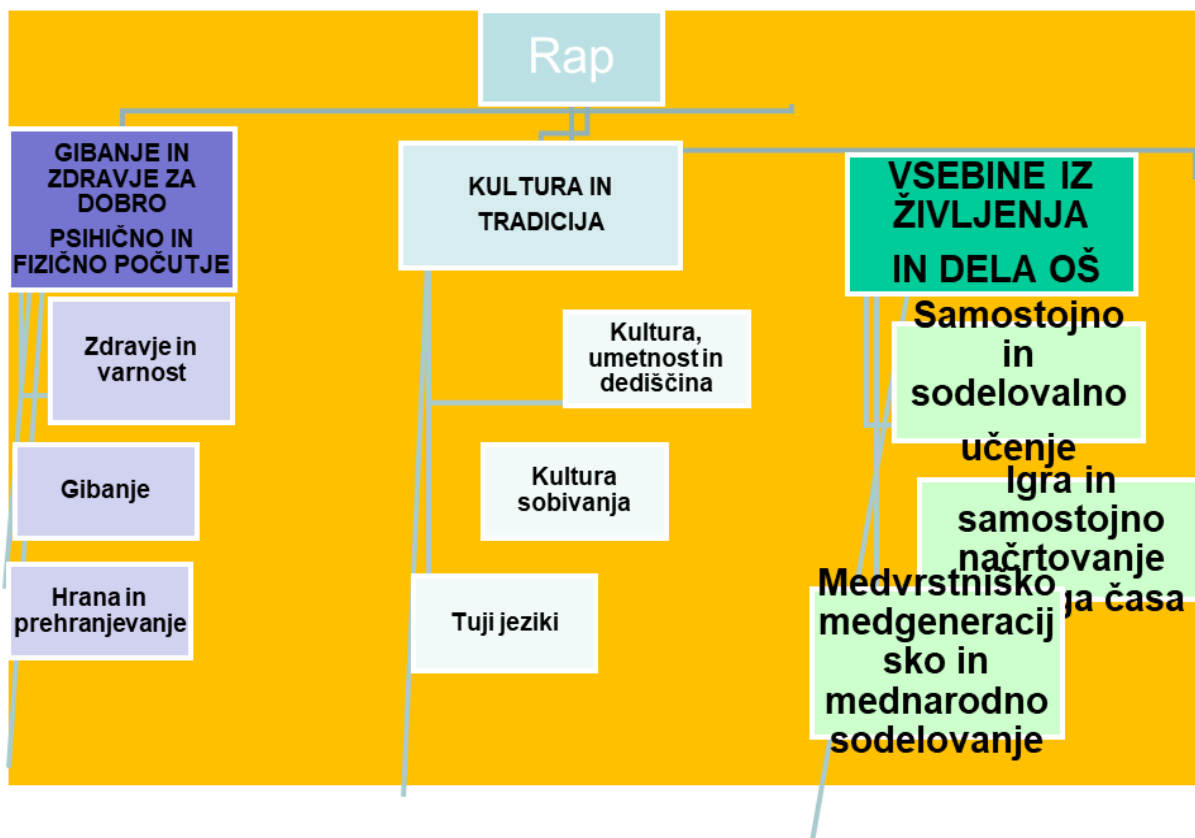 Rap
GIBANJE IN
ZDRAVJE ZA
DOBRO
PSIHIČNO IN
FIZIČNO POČUTJE
Zdravje in
varnost
Gibanje
Hrana in
prehranjevanje
KULTURA IN
TRADICIJA
Kultura,
umetnost in
dediščina
Kultura
sobivanja
Tuji jeziki
VSEBINE IZ
ŽIVLJENJA
IN DELA OŠ
Samostojno
in
sodelovalno
učenje
Igra in
samostojno
načrtovanje
časa
Medvrstniško
medgeneracij
sko in
mednarodno
sodelovanje